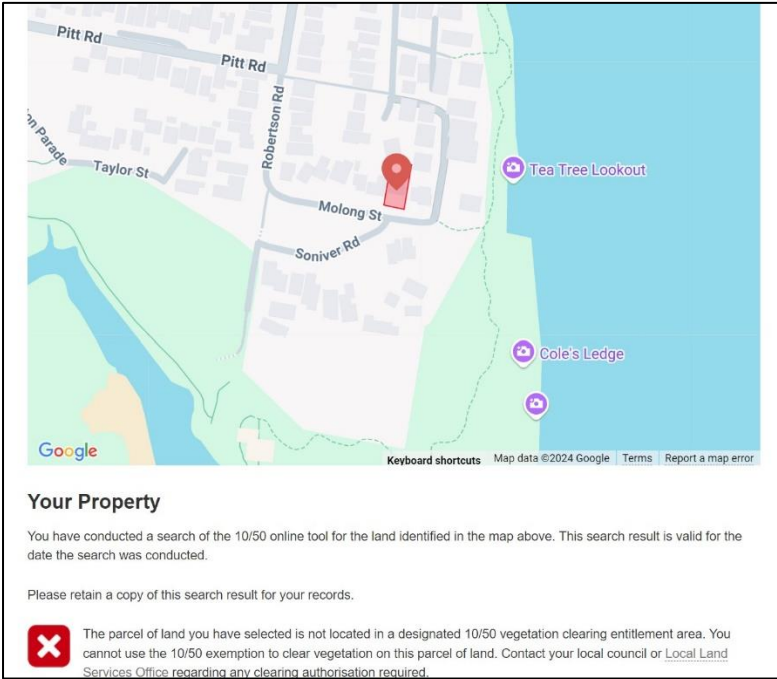 Pitt Rd
Pitt Rd
Robertson Rd
on Parade
Taylor St
Tea Tree Lookout
Molong St
Soniver Rd
Cole's Ledge
Google
Keyboard shortcuts Map data ©2024 Google Terms Report a map error
Your Property
You have conducted a search of the 10/50 online tool for the land identified in the map above. This search result is valid for the
date the search was conducted.
Please retain a copy of this search result for your records.
The parcel of land you have selected is not located in a designated 10/50 vegetation clearing entitlement area. You
cannot use the 10/50 exemption to clear vegetation on this parcel of land. Contact your local council or Local Land
Services Office regarding any clearing authorisation required.